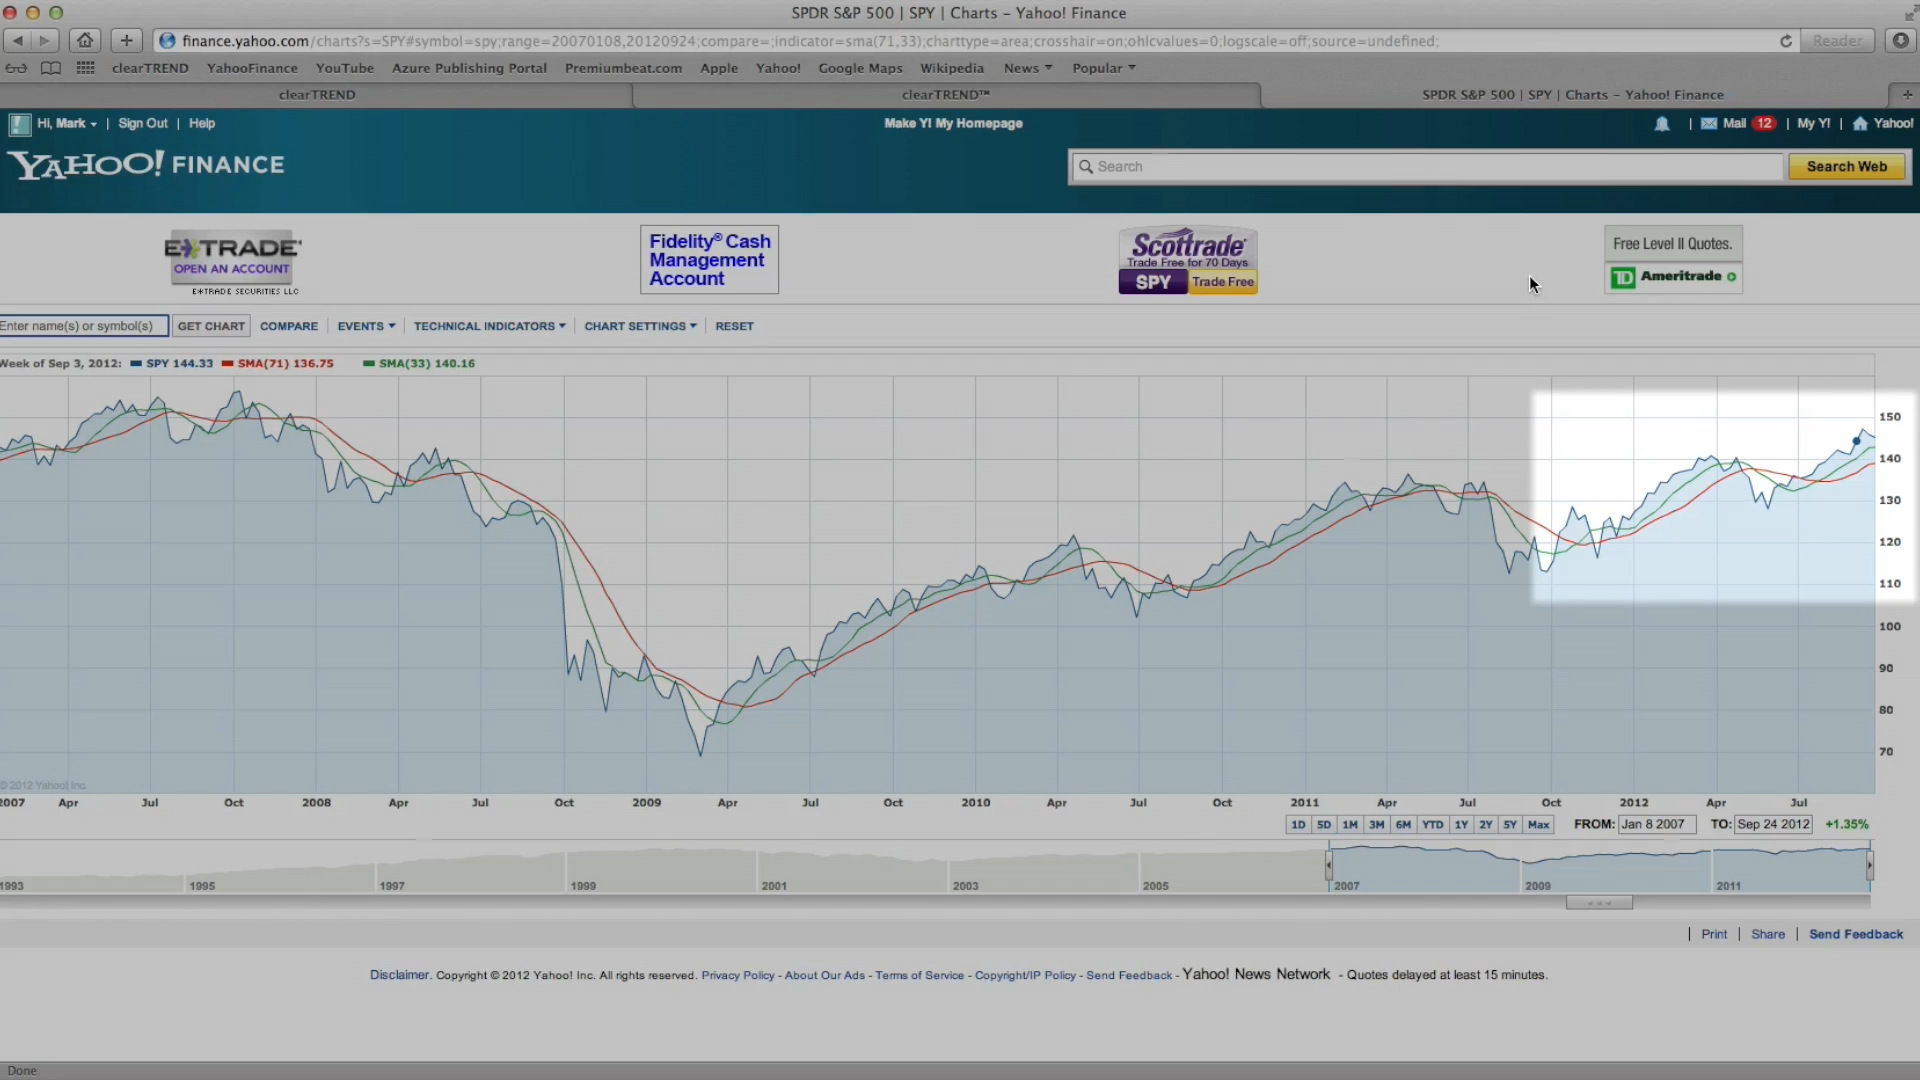 SPDR S&P 500 | SPY | Charts – Yahoo! Finance
finance.yahoo.com/charts?s=SPY#symbol=spy;range=20070108,20120924;compare=;indicator=sma(71,33);charttype=area;crosshair=on;ohlcvalues=0;logscale=off;source=undefined; Reader
clearTREND YahooFinance YouTube Azure Publishing Portal Premiumbeat.com Apple Yahoo! Google Maps Wikipedia News Popular
clearTREND clearTREND™ SPDR S&P 500 | SPY | Charts – Yahoo! Finance
Hi, Mark | Sign Out | Help Make Y! My Homepage | Mail 12 | My Y! | Yahoo!
YAHOO! FINANCE Search Search Web
E*TRADE
OPEN AN ACCOUNT
E*TRADE SECURITIES LLC
Fidelity® Cash
Management
Account
Scottrade
Trade Free for 70 Days
SPY Trade Free
Free Level II Quotes.
TD Ameritrade
Enter name(s) or symbol(s) GET CHART COMPARE EVENTS TECHNICAL INDICATORS CHART SETTINGS RESET
Week of Sep 3, 2012: SPY 144.33 SMA(71) 136.75 SMA(33) 140.16
150
140
130
120
110
100
90
80
70
© 2012 Yahoo! Inc.
2007 Apr Jul Oct 2008 Apr Jul Oct 2009 Apr Jul Oct 2010 Apr Jul Oct 2011 Apr Jul Oct 2012 Apr Jul
1D 5D 1M 3M 6M YTD 1Y 2Y 5Y Max FROM: Jan 8 2007 TO: Sep 24 2012 +1.35%
1993 1995 1997 1999 2001 2003 2005 2007 2009 2011
| Print | Share | Send Feedback
Disclaimer. Copyright © 2012 Yahoo! Inc. All rights reserved. Privacy Policy - About Our Ads - Terms of Service - Copyright/IP Policy - Send Feedback - Yahoo! News Network - Quotes delayed at least 15 minutes.
Done